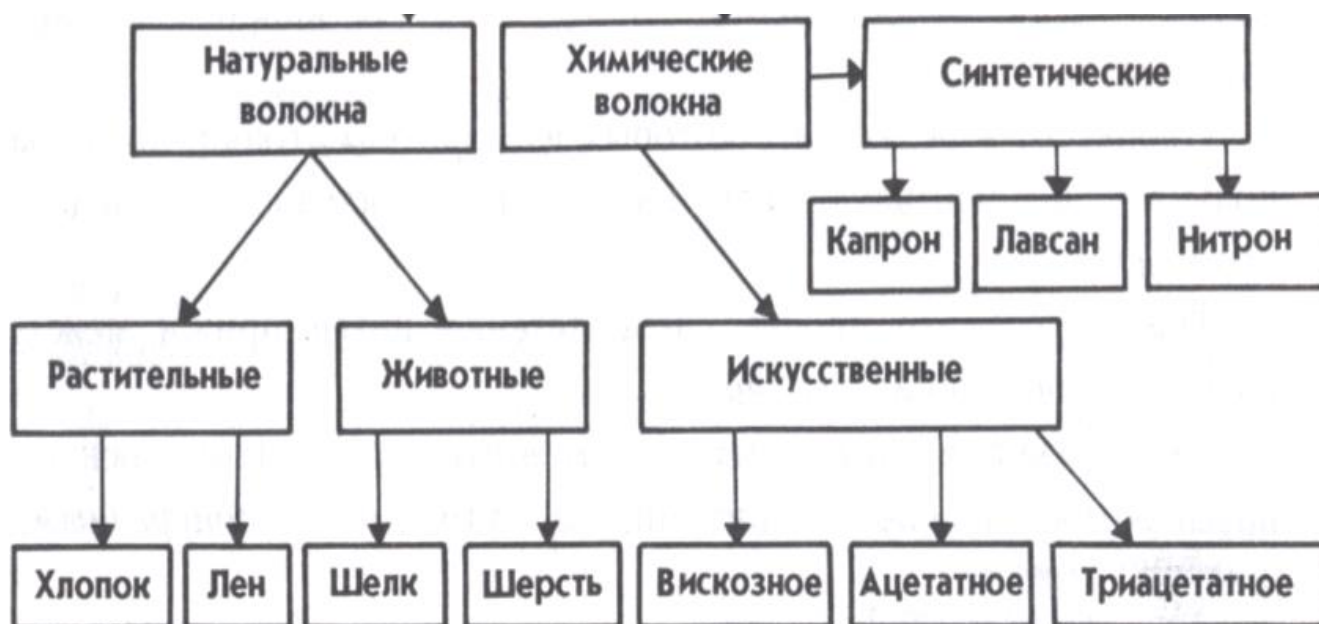 Натуральные
волокна
Химические
волокна
Синтетические
Капрон
Лавсан
Нитрон
Растительные
Животные
Искусственные
Хлопок
Лен
Шелк
Шерсть
Вискозное
Ацетатное
Триацетатное